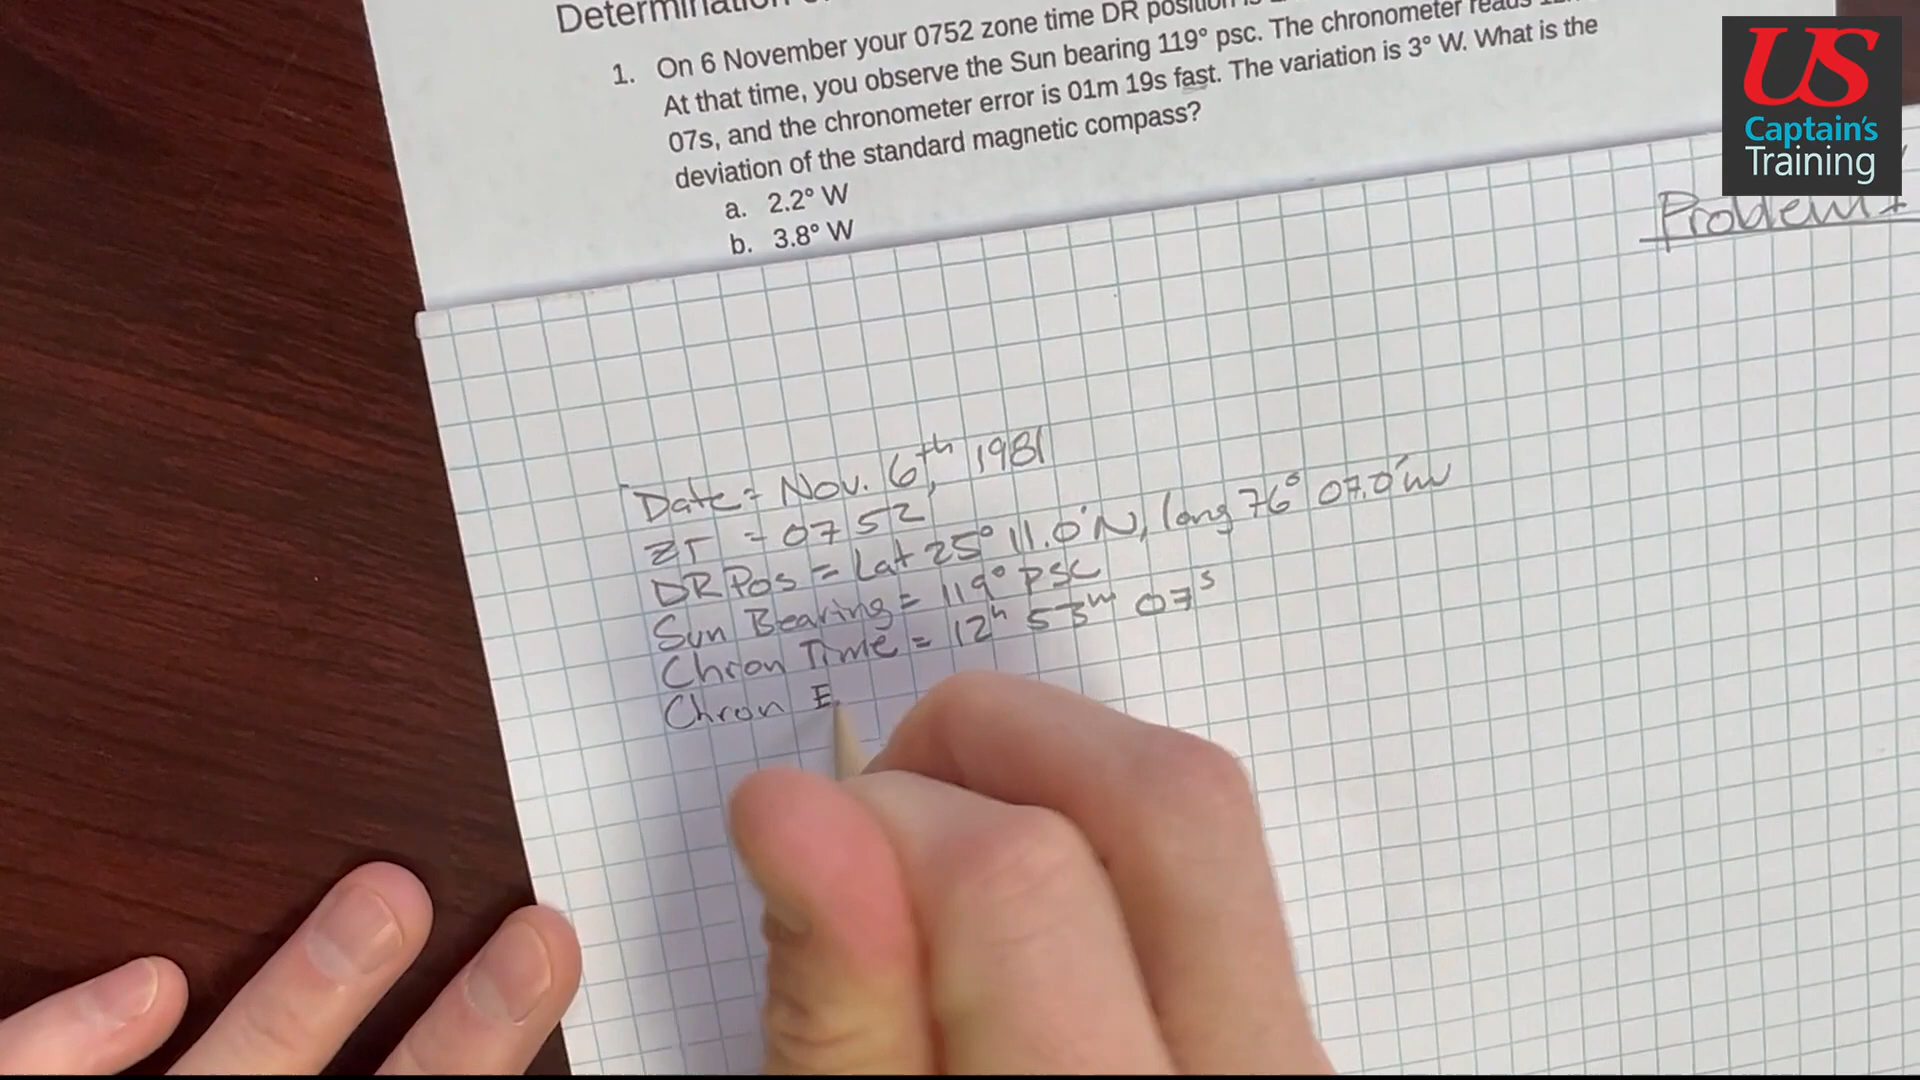 Determination
1. On 6 November your 0752 zone time DR position is
At that time, you observe the Sun bearing 119° psc. The chronometer reads
07s, and the chronometer error is 01m 19s fast. The variation is 3° W. What is the
deviation of the standard magnetic compass?
a. 2.2° W
b. 3.8° W
US
Captain's
Training
Problem 1
Date = Nov. 6th, 1981
ZT = 0752
DR Pos = Lat 25° 11.0'N, long 76° 07.0'W
Sun Bearing = 119° psc
Chron Time = 12h 53m 07s
Chron E